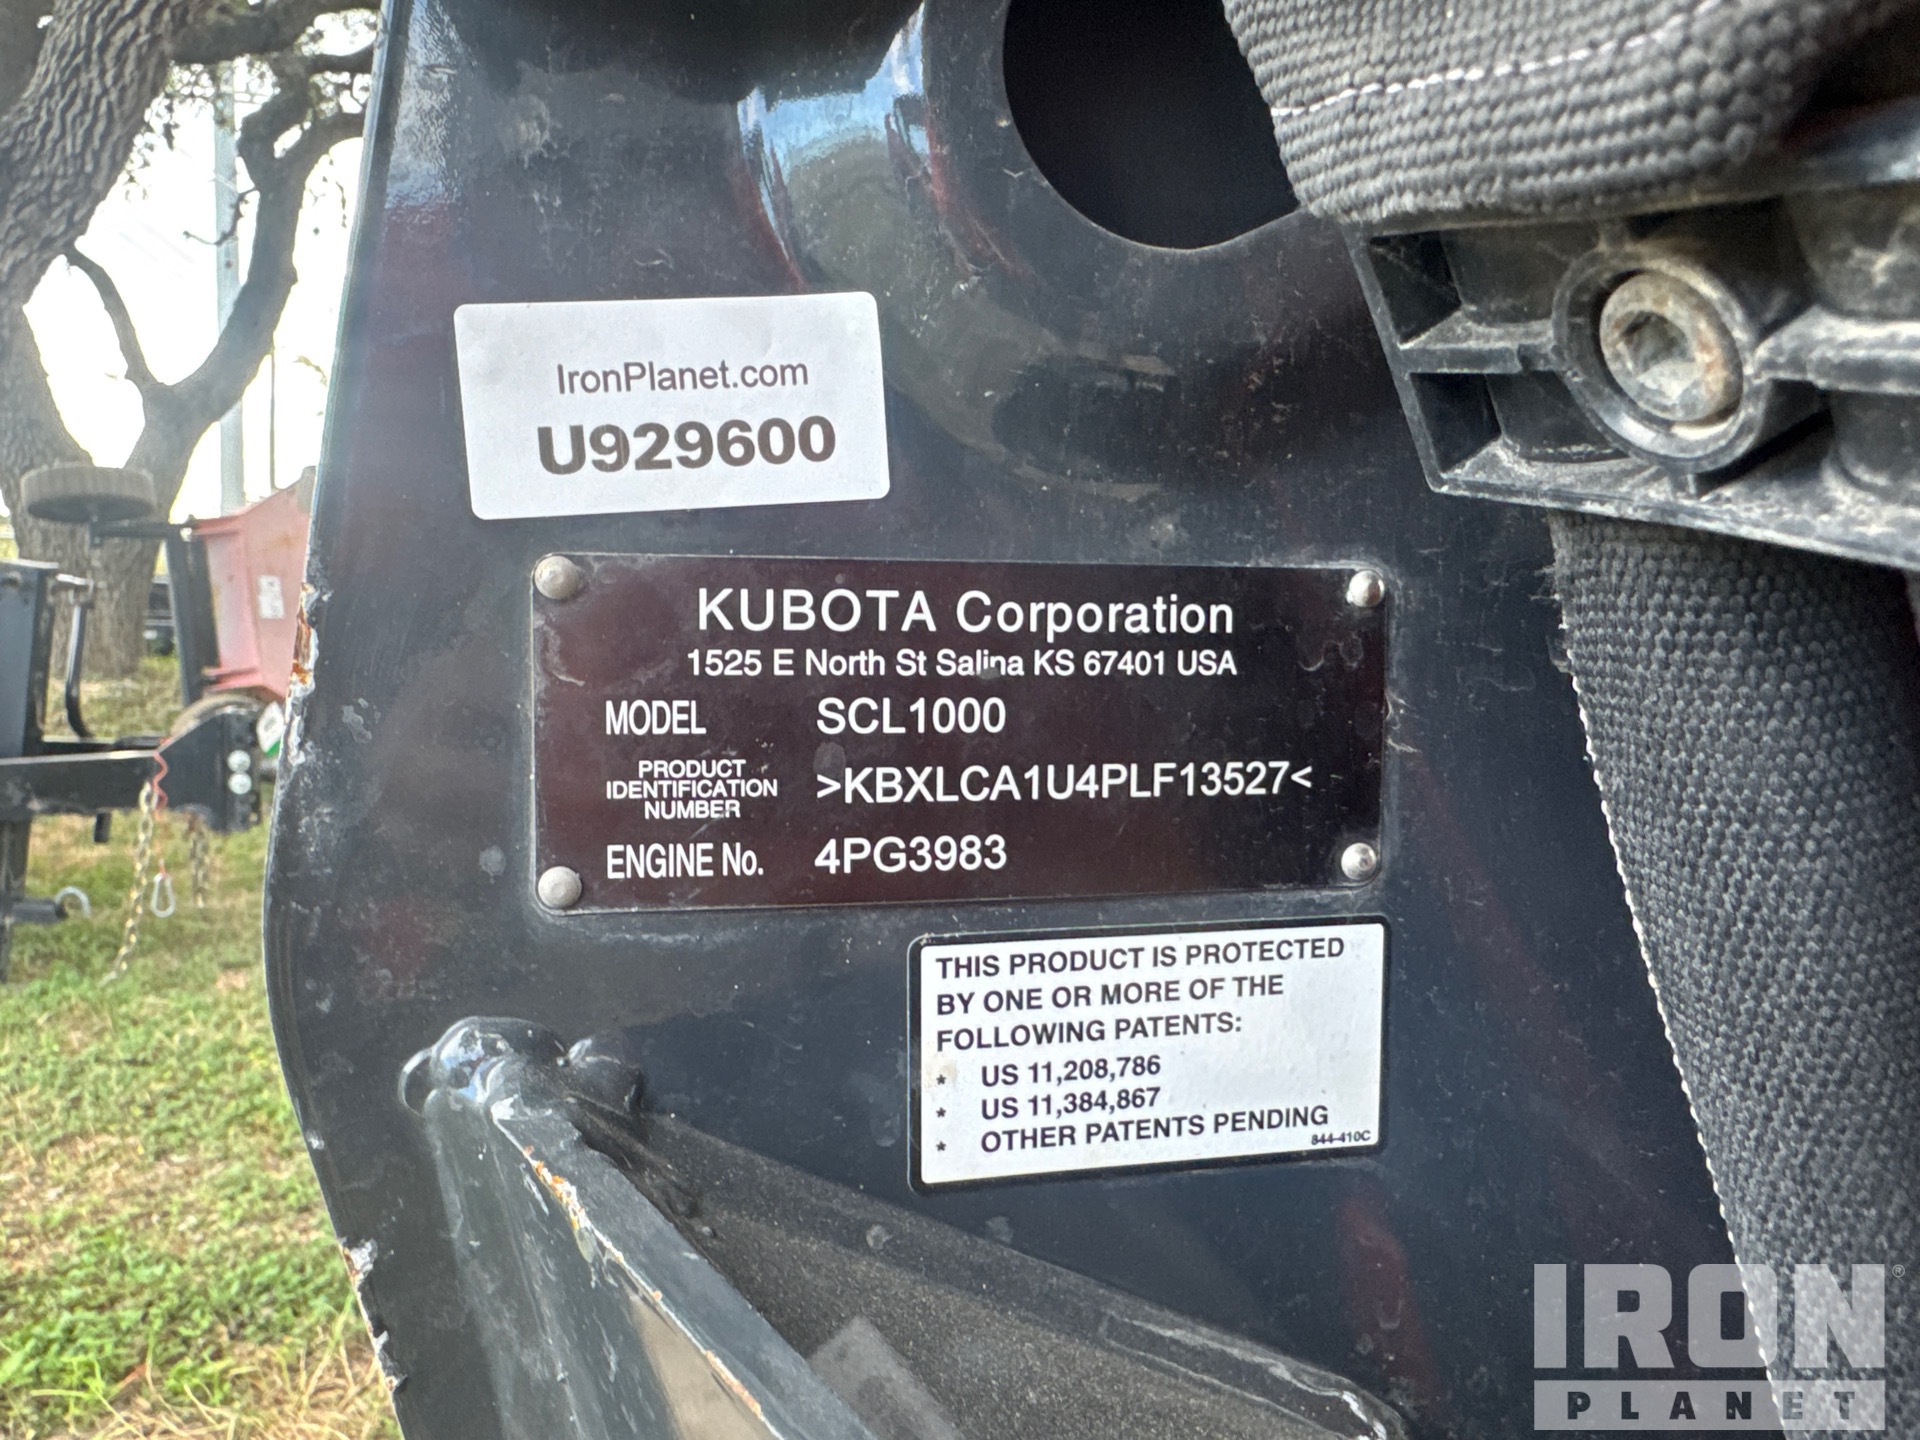 IronPlanet.com
U929600
KUBOTA Corporation
1525 E North St Salina KS 67401 USA
MODEL SCL1000
PRODUCT IDENTIFICATION NUMBER >KBXLCA1U4PLF13527<
ENGINE No. 4PG3983
THIS PRODUCT IS PROTECTED
BY ONE OR MORE OF THE
FOLLOWING PATENTS:
* US 11,208,786
* US 11,384,867
* OTHER PATENTS PENDING
844-410C
IRON ®
PLANET